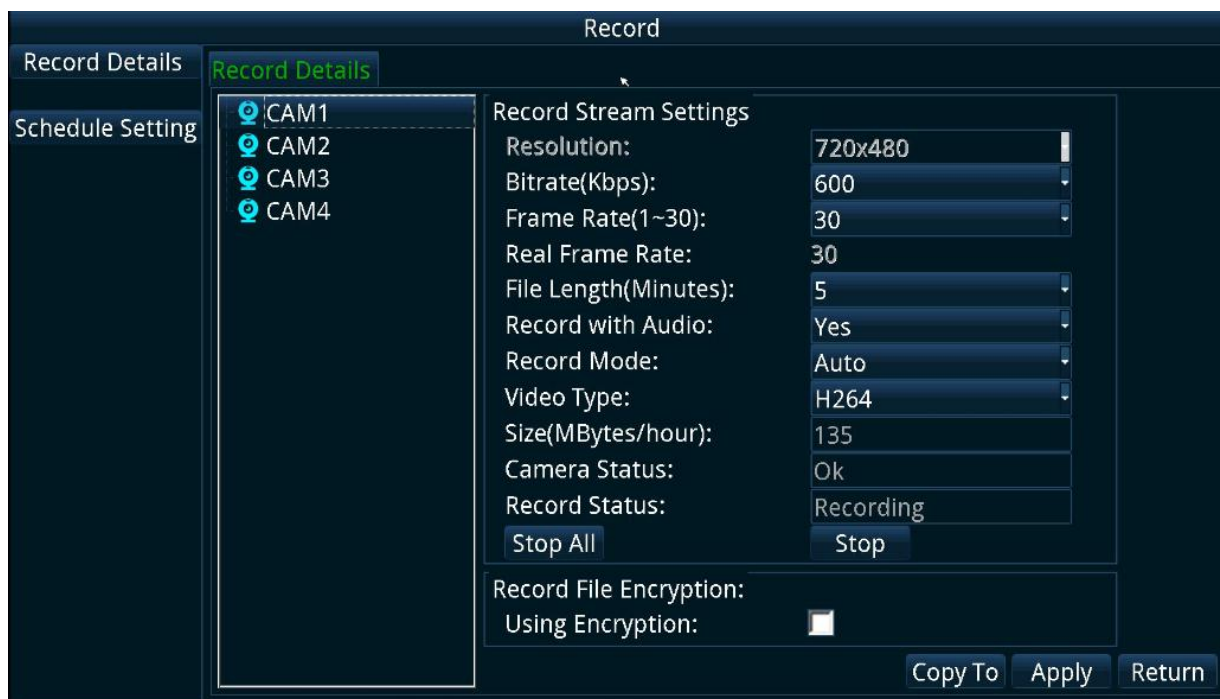 Record
Record Details
Schedule Setting
Record Details
CAM1
CAM2
CAM3
CAM4
Record Stream Settings
Resolution: 720x480
Bitrate(Kbps): 600
Frame Rate(1~30): 30
Real Frame Rate: 30
File Length(Minutes): 5
Record with Audio: Yes
Record Mode: Auto
Video Type: H264
Size(MBytes/hour): 135
Camera Status: Ok
Record Status: Recording
Stop All Stop
Record File Encryption:
Using Encryption:
Copy To Apply Return